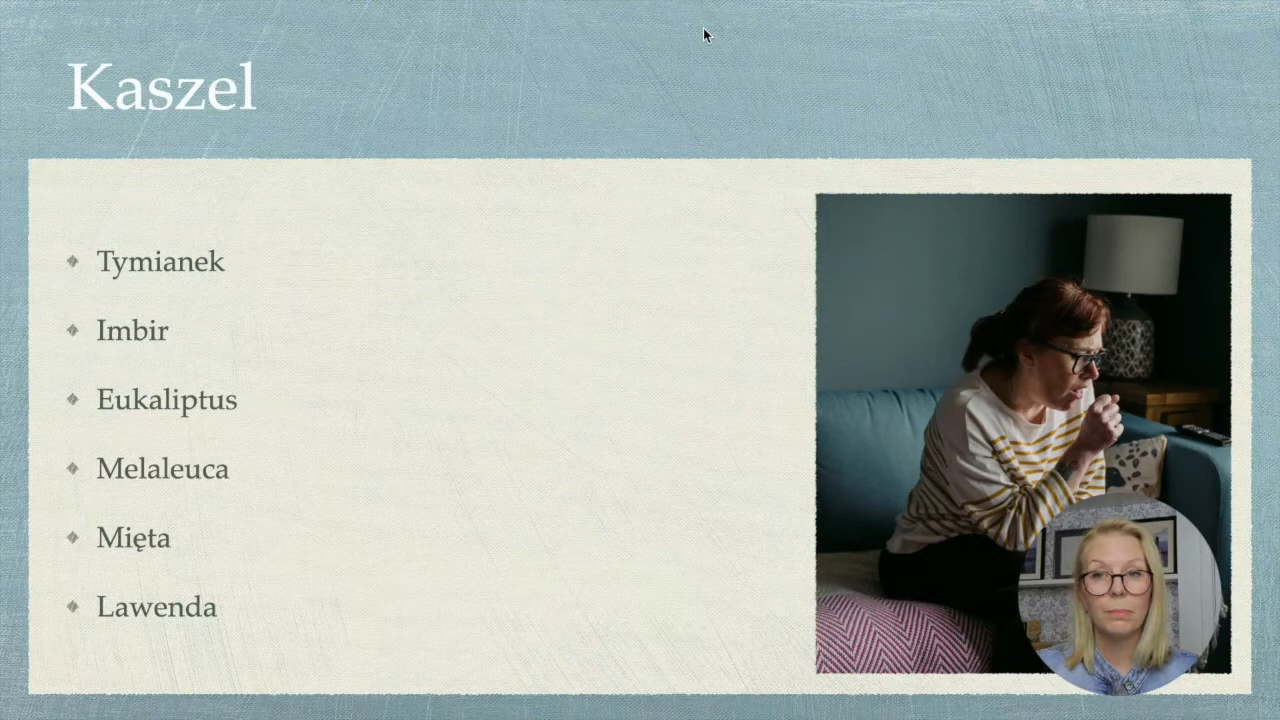 Kaszel
Tymianek
Imbir
Eukaliptus
Melaleuca
Mięta
Lawenda